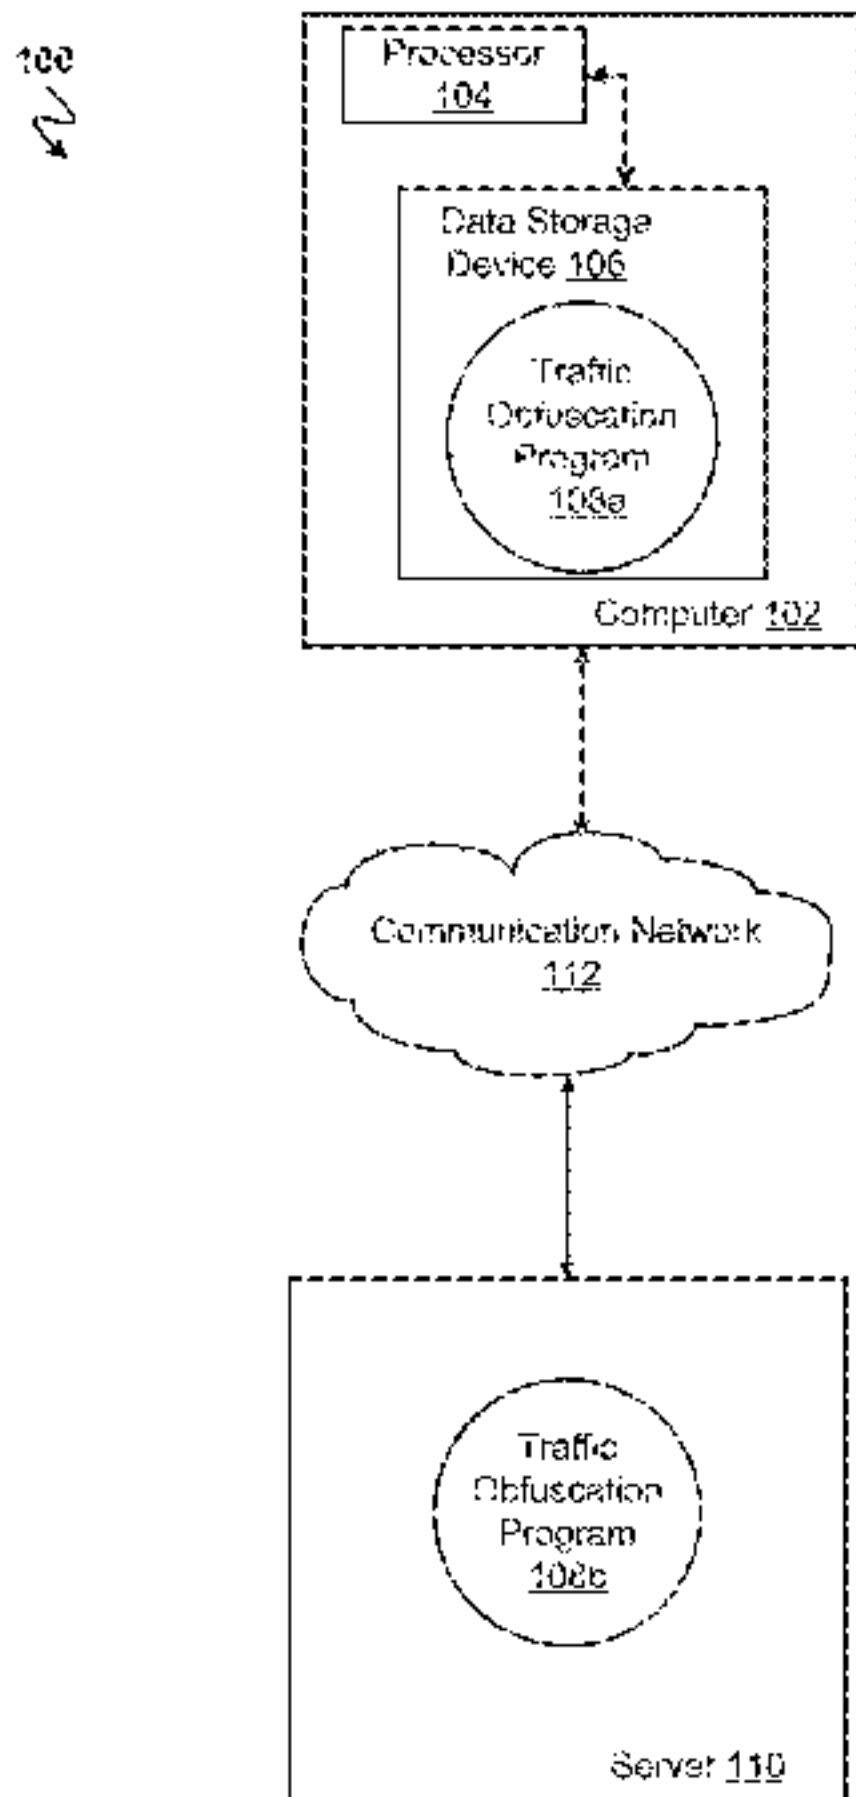 100
Processor
104
Data Storage
Device 106
Traffic
Obfuscation
Program
108a
Computer 102
Communication Network
112
Traffic
Obfuscation
Program
108b
Server 110